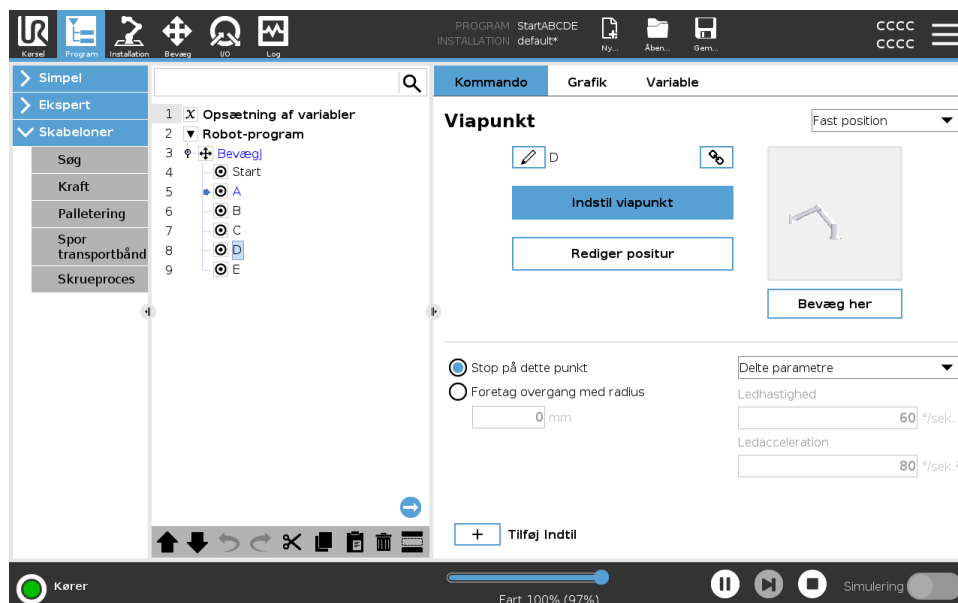 UR
PROGRAM StartABCDE
INSTALLATION default*
CCCC
CCCC
Kørsel Program Installation Bevæg I/O Log Ny... Åben... Gem...
Simpel
Ekspert
Skabeloner
Søg
Kraft
Palletering
Spor
transportbånd
Skrueproces
1 X Opsætning af variabler
2 Robot-program
3 BevægJ
4 Start
5 A
6 B
7 C
8 D
9 E
Kommando Grafik Variable
Viapunkt
Fast position
D
Indstil viapunkt
Rediger positur
Bevæg her
Stop på dette punkt
Foretag overgang med radius
0 mm
Delte parametre
Ledhastighed
60 °/sek.
Ledacceleration
80 °/sek.²
+ Tilføj Indtil
Kører
Fart 100% (97%)
Simulering